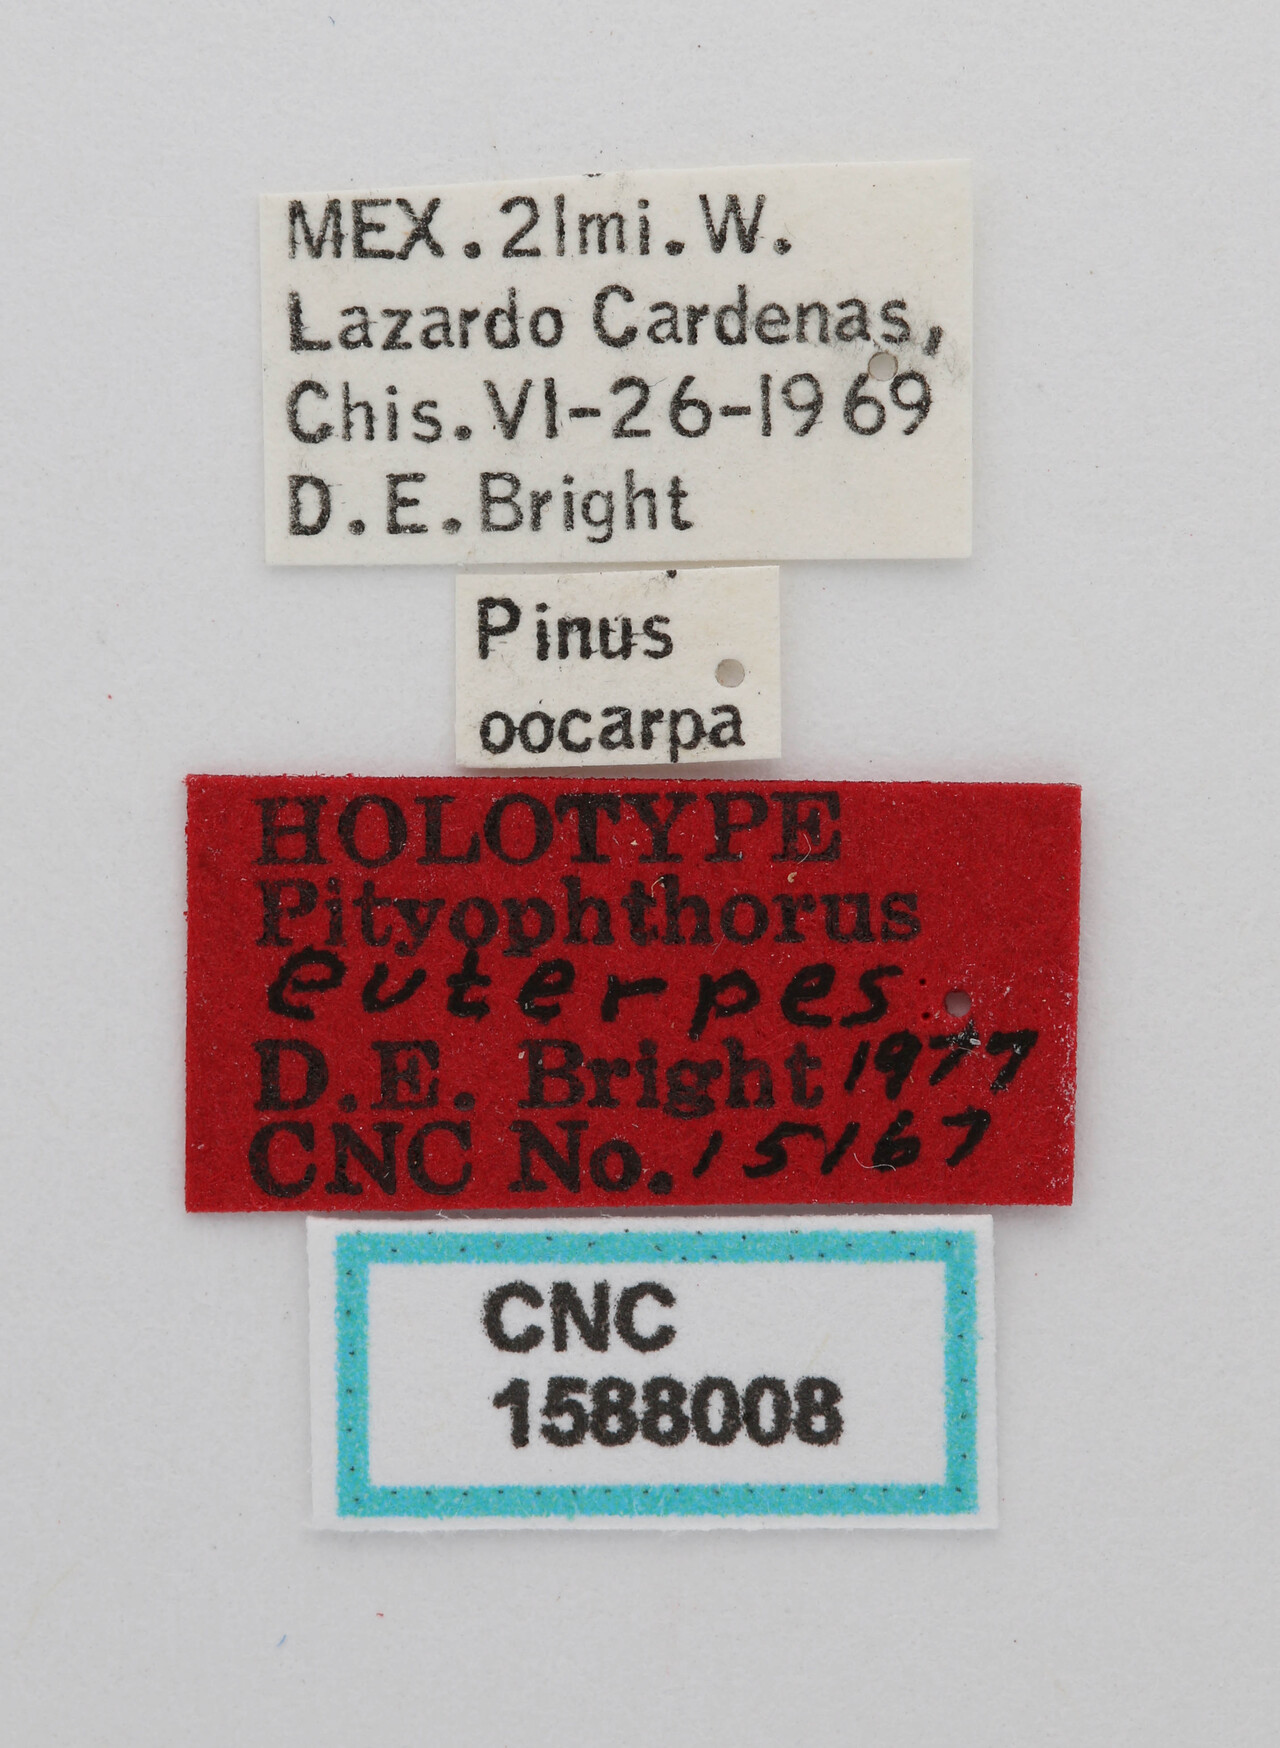 MEX. 21mi. W.
Lazardo Cardenas,
Chis. VI-26-1969
D. E. Bright
Pinus
oocarpa
HOLOTYPE
Pityophthorus
euterpes
D.E. Bright 1977
CNC No. 15167
CNC
1588008